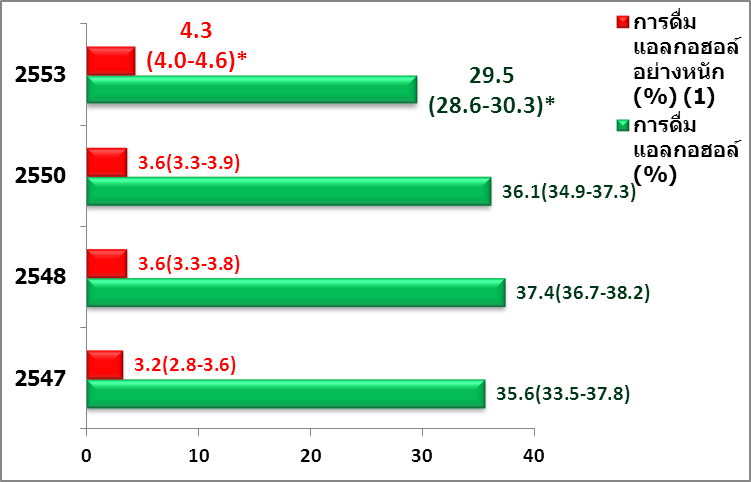 4.3
(4.0-4.6)*
2553
29.5
(28.6-30.3)*
3.6(3.3-3.9)
2550
36.1(34.9-37.3)
3.6(3.3-3.8)
2548
37.4(36.7-38.2)
3.2(2.8-3.6)
2547
35.6(33.5-37.8)
0 10 20 30 40
การดื่ม
แอลกอฮอล์
อย่างหนัก
(%) (1)
การดื่ม
แอลกอฮอล์
(%)